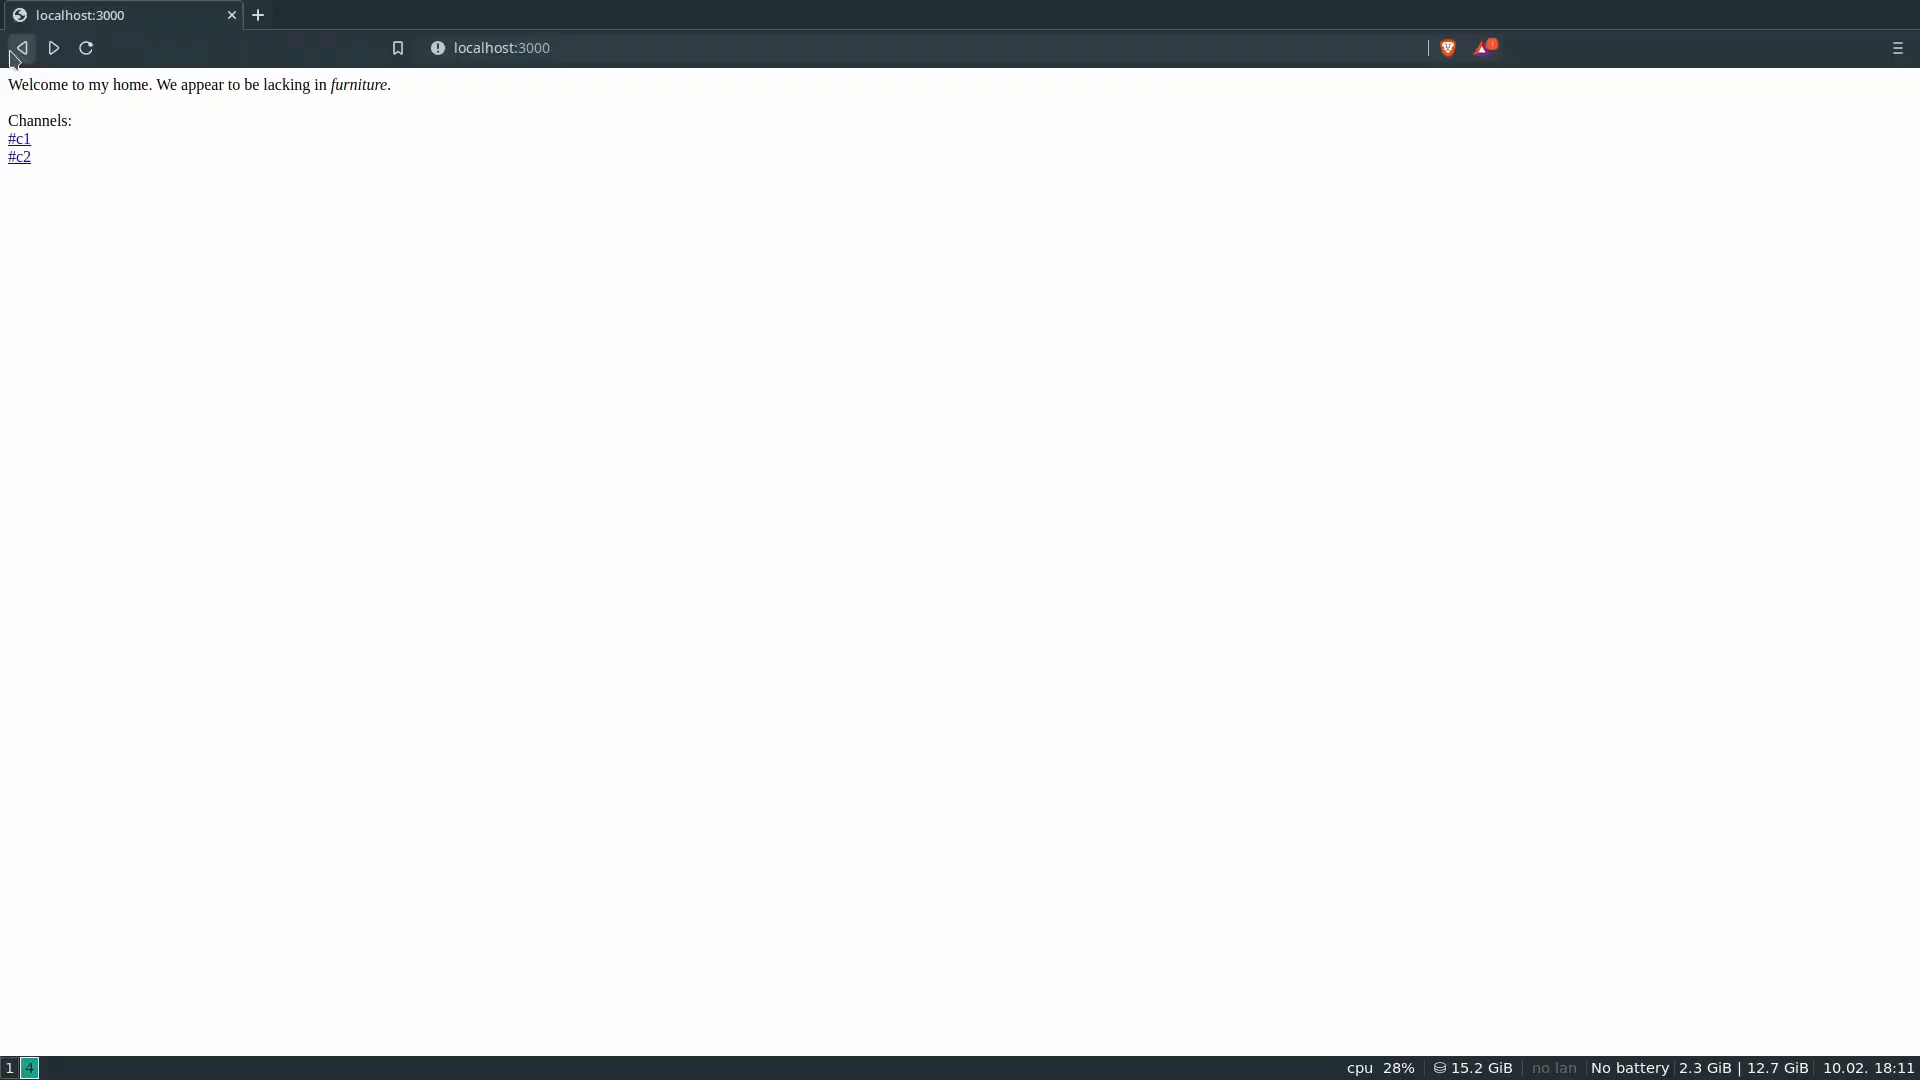 localhost:3000
localhost:3000
Welcome to my home. We appear to be lacking in furniture.
Channels:
#c1
#c2
1 4 cpu 28% 15.2 GiB no lan No battery 2.3 GiB | 12.7 GiB 10.02. 18:11